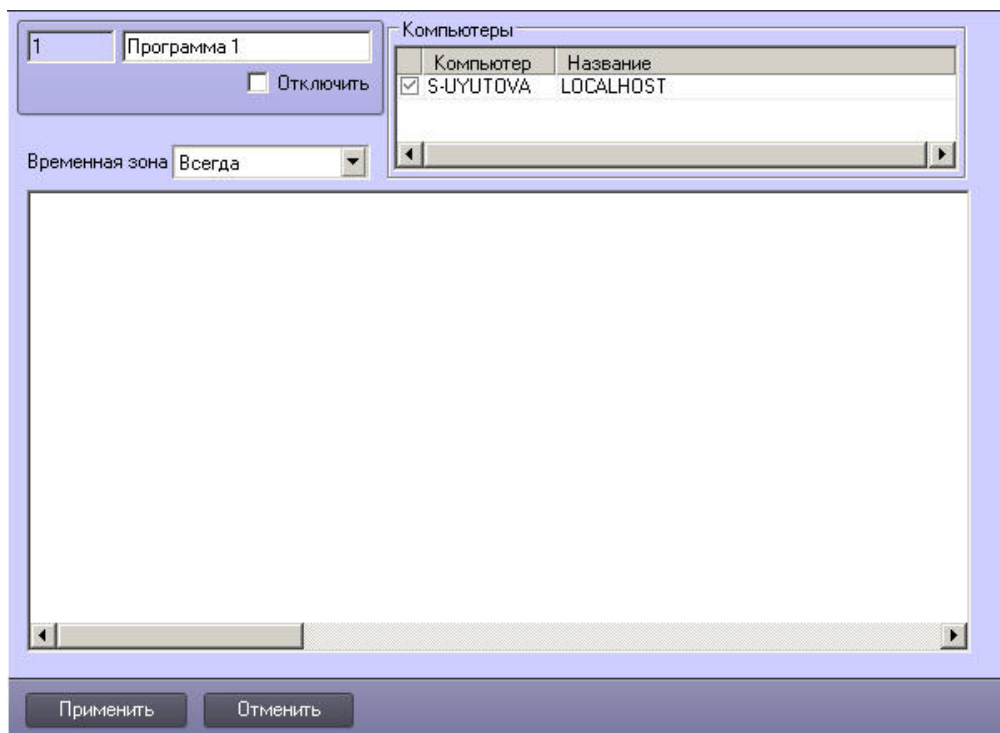 1
Программа 1
Отключить
Временная зона Всегда
Компьютеры
Компьютер Название
S-UYUTOVA LOCALHOST
Применить Отменить